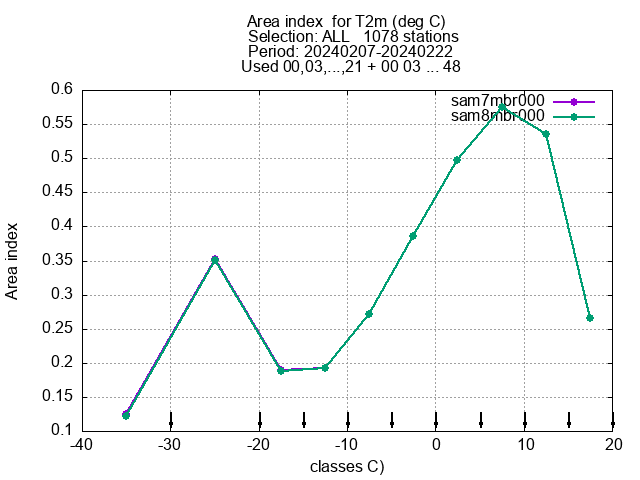 Area index  for T2m (deg C)
Selection: ALL   1078 stations
Period: 20240207-20240222
Used 00,03,...,21 + 00 03 ... 48
sam7mbr000
sam8mbr000
0.6
0.55
0.5
0.45
0.4
0.35
0.3
0.25
0.2
0.15
0.1
Area index
-40 -30 -20 -10 0 10 20
classes C)